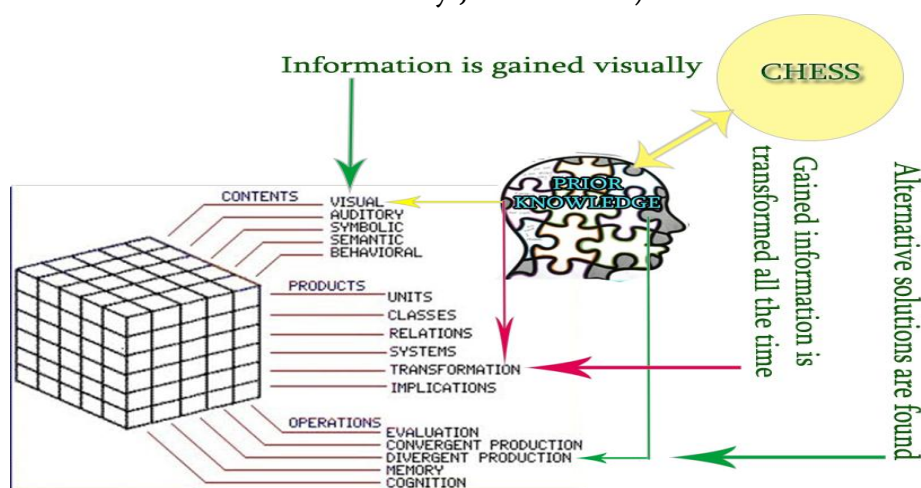 Information is gained visually
CHESS
PRIOR
KNOWLEDGE
Gained information is
transformed all the time
Alternative solutions are found
CONTENTS
VISUAL
AUDITORY
SYMBOLIC
SEMANTIC
BEHAVIORAL
PRODUCTS
UNITS
CLASSES
RELATIONS
SYSTEMS
TRANSFORMATION
IMPLICATIONS
OPERATIONS
EVALUATION
CONVERGENT PRODUCTION
DIVERGENT PRODUCTION
MEMORY
COGNITION